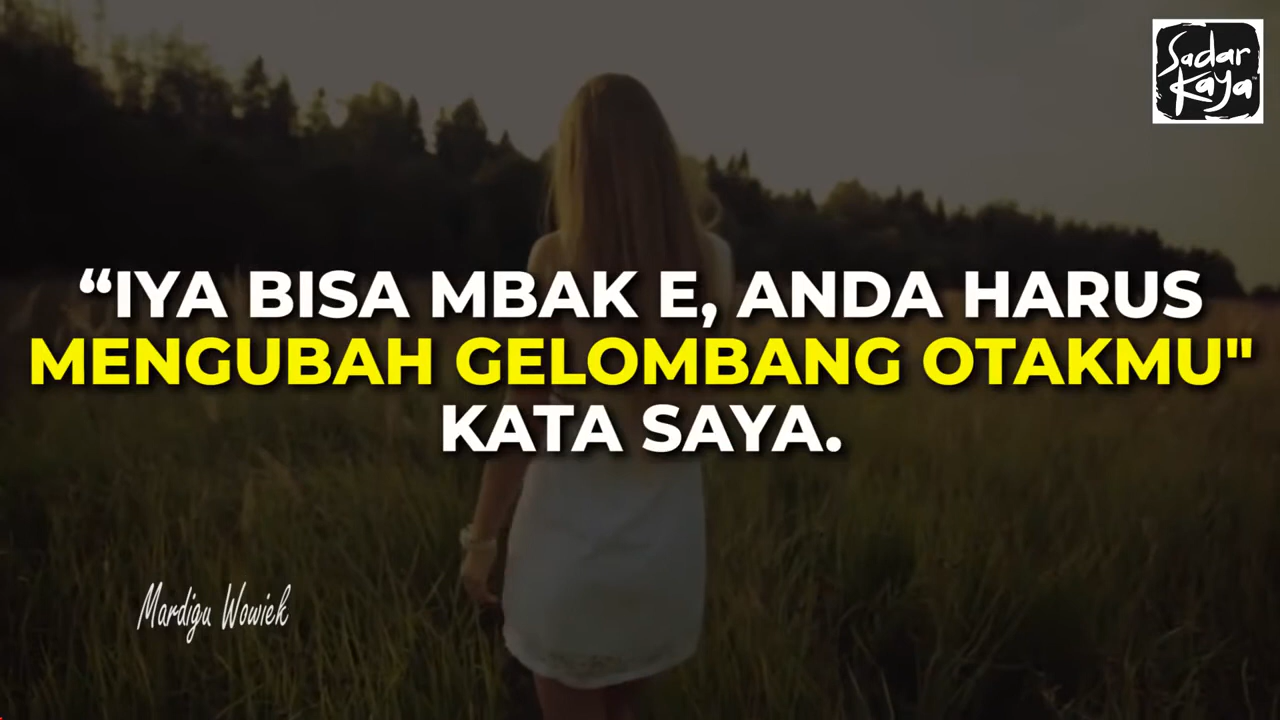 Sadar
Kaya
“IYA BISA MBAK E, ANDA HARUS
MENGUBAH GELOMBANG OTAKMU"
KATA SAYA.
Mardigu Wowiek